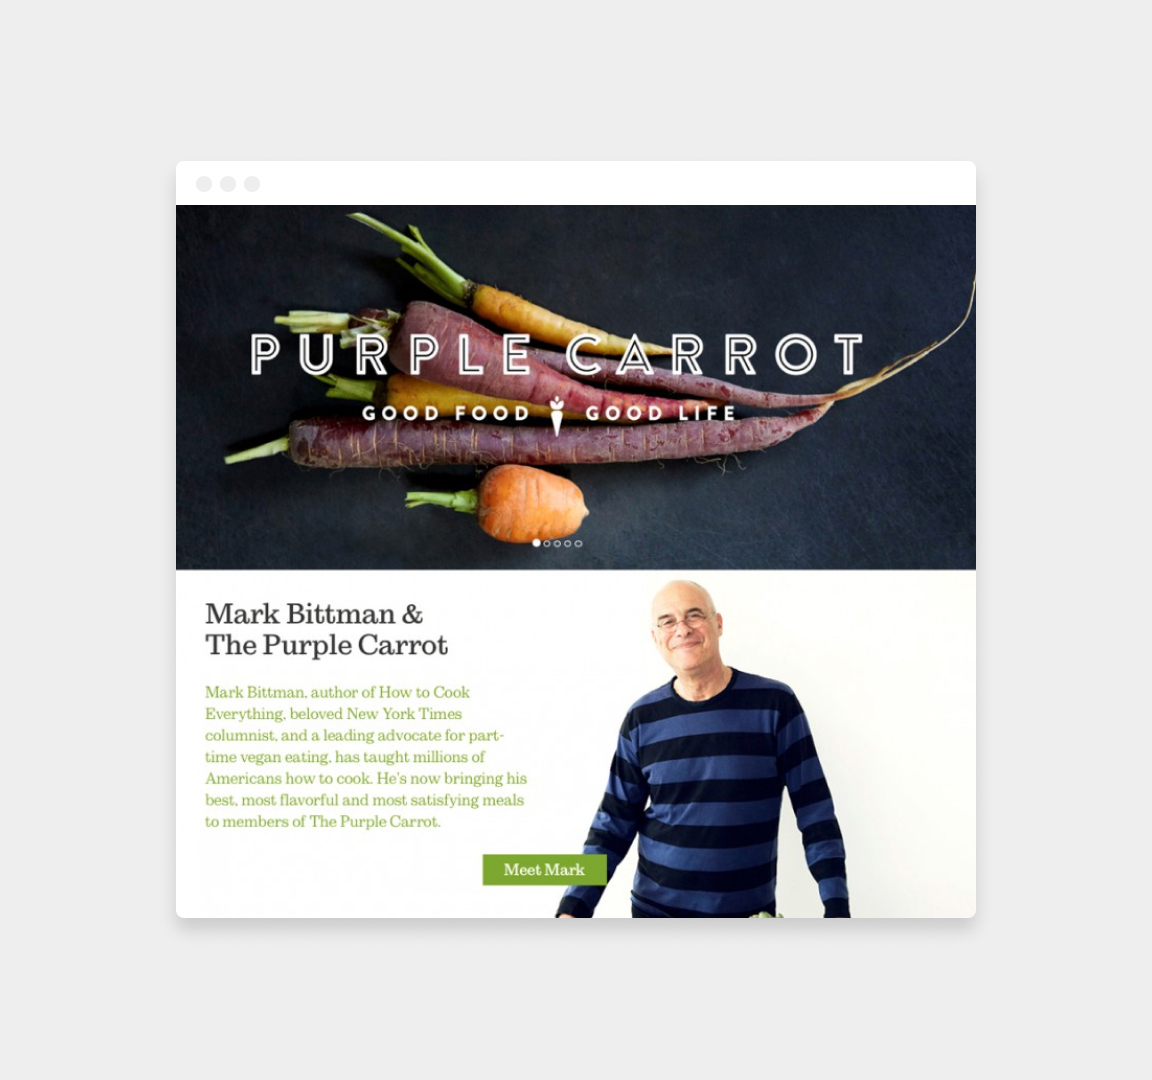 PURPLE CARROT
GOOD FOOD GOOD LIFE
Mark Bittman &
The Purple Carrot
Mark Bittman, author of How to Cook
Everything, beloved New York Times
columnist, and a leading advocate for part-
time vegan eating, has taught millions of
Americans how to cook. He's now bringing his
best, most flavorful and most satisfying meals
to members of The Purple Carrot.
Meet Mark